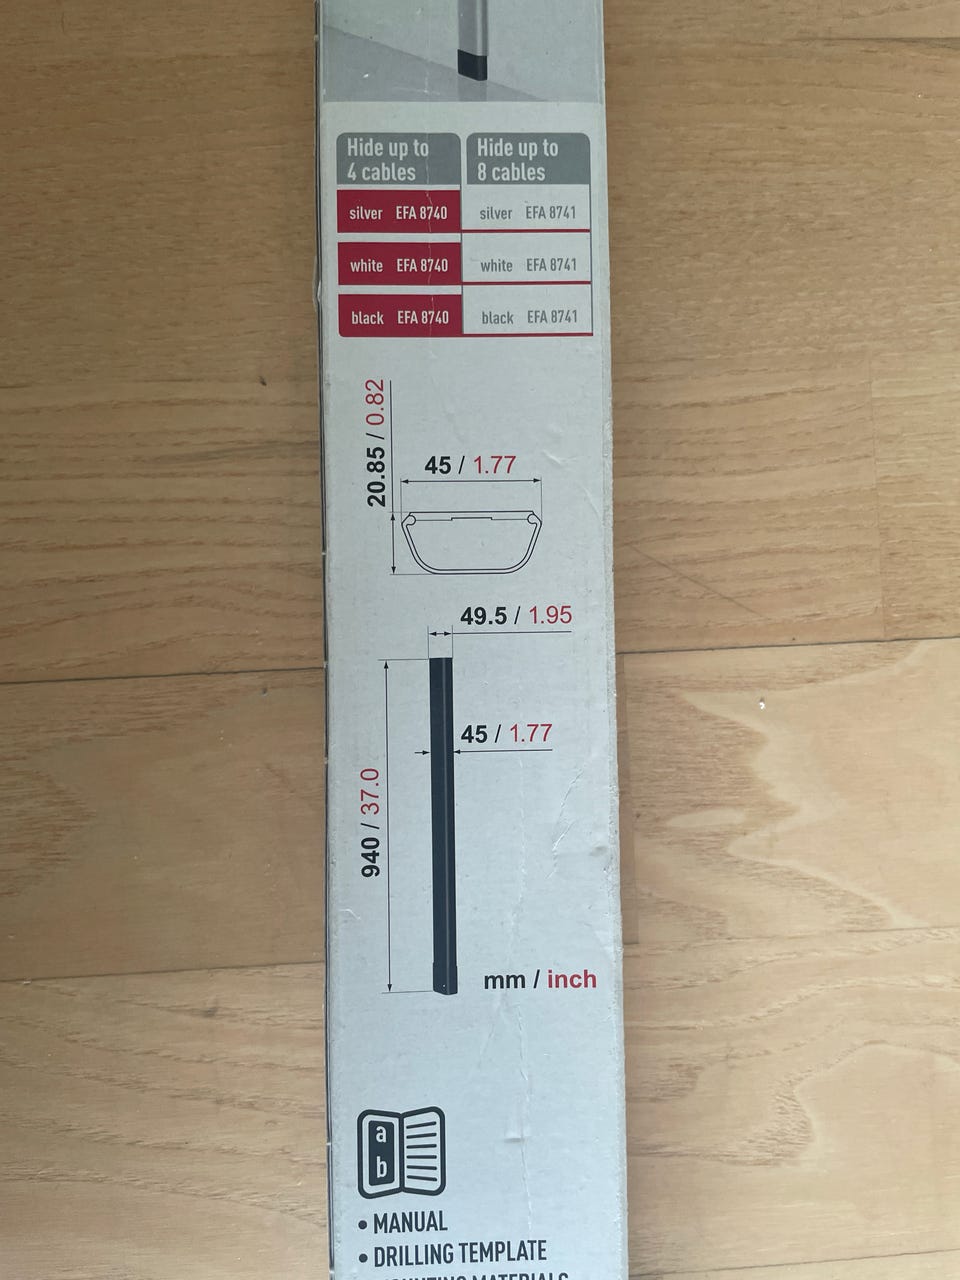 Hide up to
4 cables
Hide up to
8 cables
silver EFA 8740
silver EFA 8741
white EFA 8740
white EFA 8741
black EFA 8740
black EFA 8741
20.85 / 0.82
45 / 1.77
49.5 / 1.95
45 / 1.77
940 / 37.0
mm / inch
a
b
• MANUAL
• DRILLING TEMPLATE
MOUNTING MATERIALS